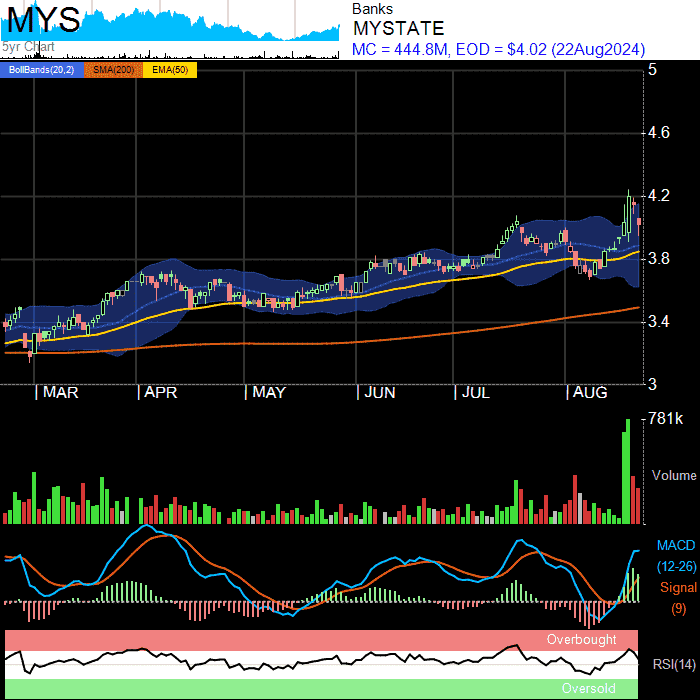 MYS
5yr Chart
Banks
MYSTATE
MC = 444.8M, EOD = $4.02 (22Aug2024)
BollBands(20,2) SMA(200) EMA(50)
5
4.6
4.2
3.8
3.4
3
MAR APR MAY JUN JUL AUG
781k
Volume
MACD
(12-26)
Signal
(9)
Overbought
RSI(14)
Oversold